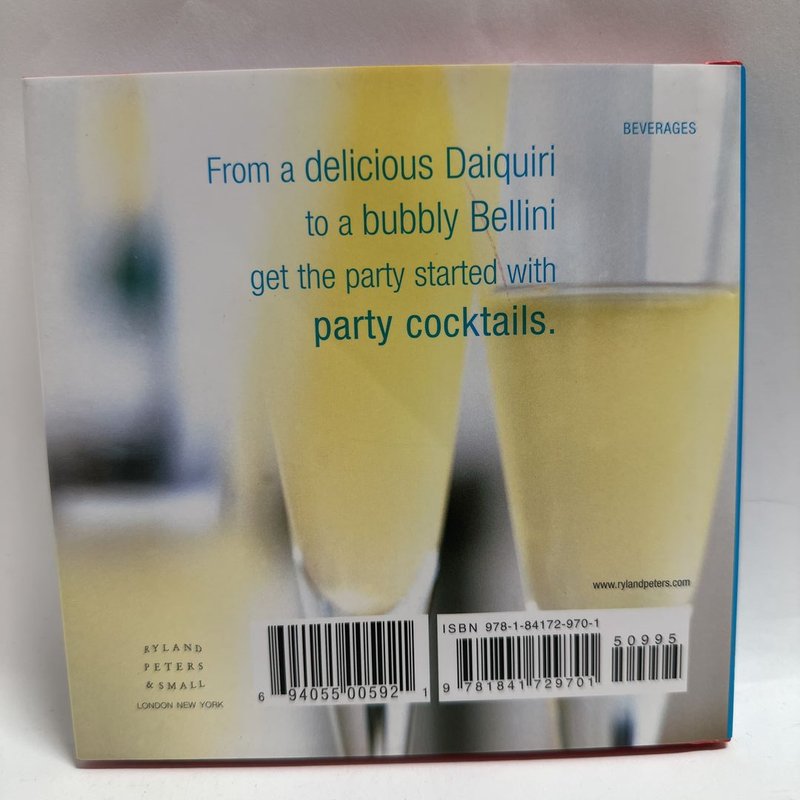 BEVERAGES
From a delicious Daiquiri
to a bubbly Bellini
get the party started with
party cocktails.
www.rylandpeters.com
RYLAND
PETERS
& SMALL
LONDON NEW YORK
6 94055 00592 1
ISBN 978-1-84172-970-1
50995
9 781841 729701